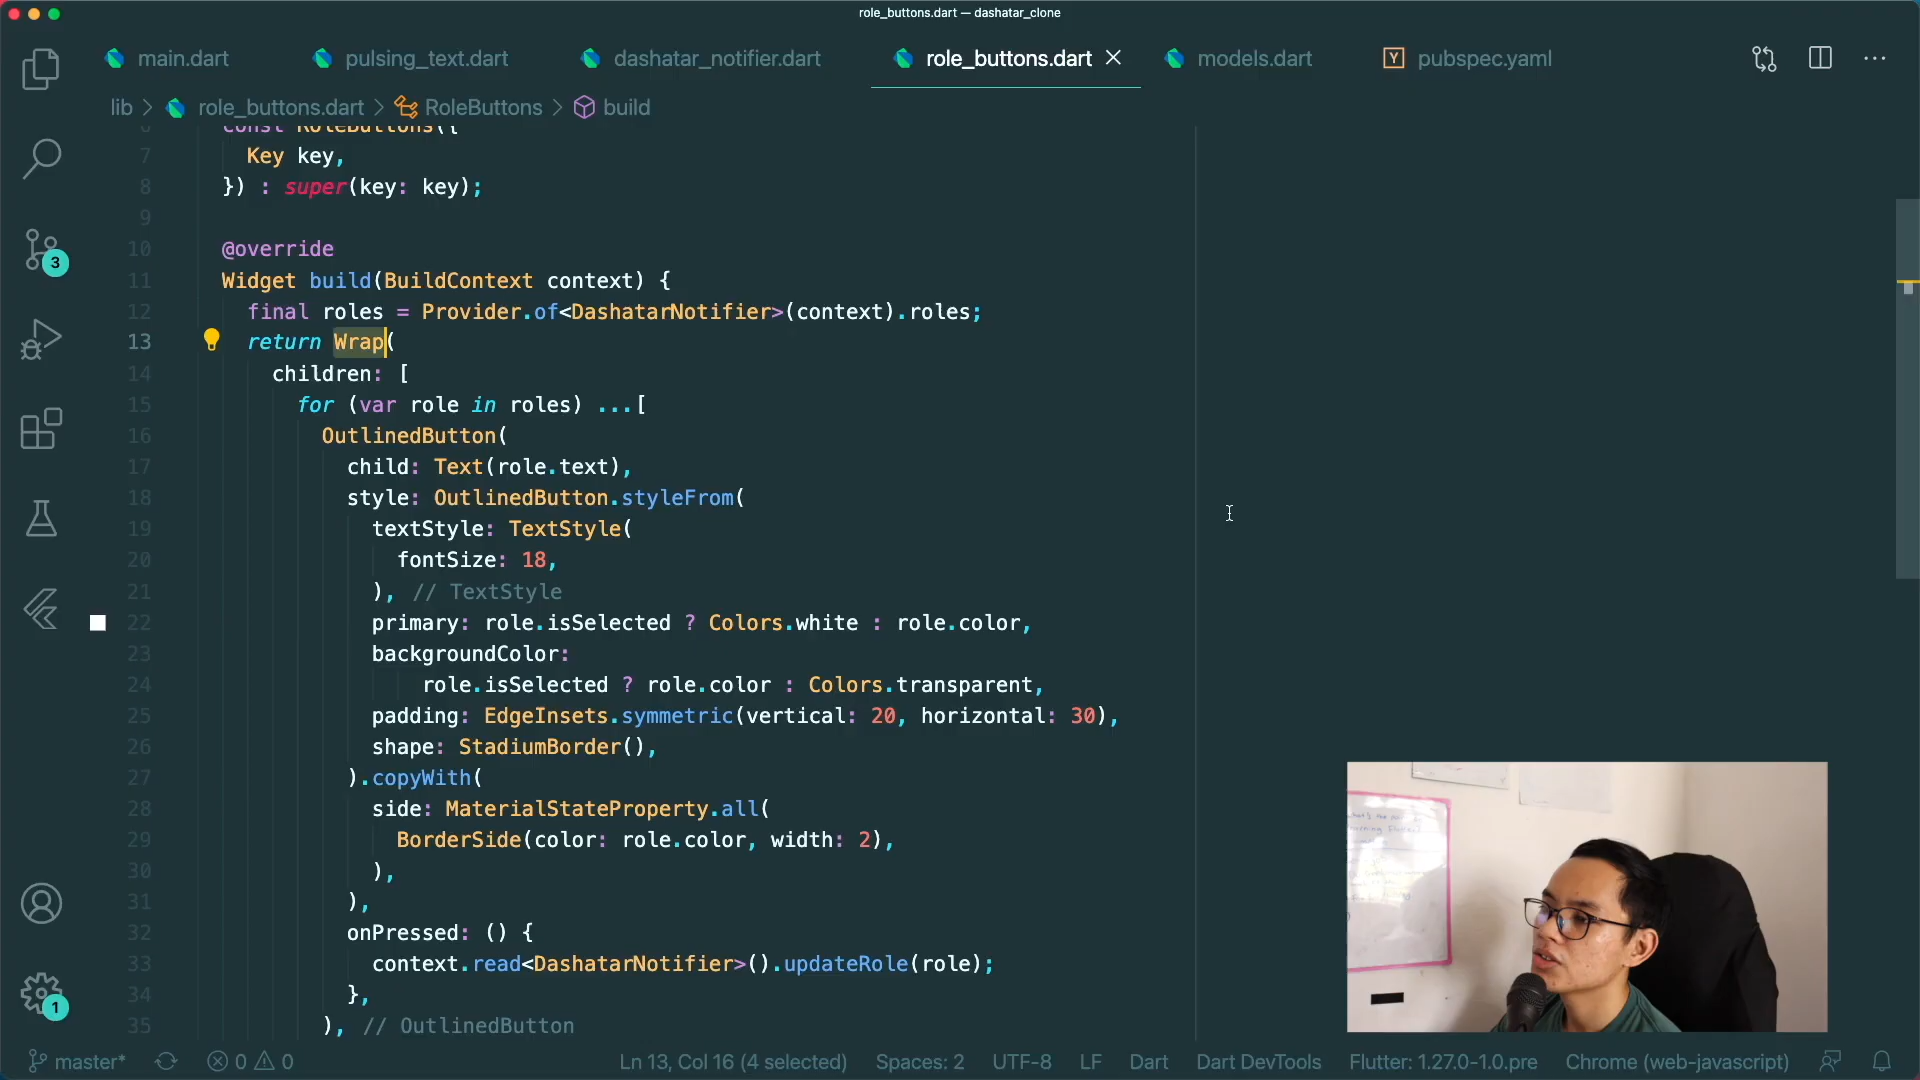 role_buttons.dart — dashatar_clone
main.dart
pulsing_text.dart
dashatar_notifier.dart
role_buttons.dart
models.dart
Y pubspec.yaml
lib > role_buttons.dart > RoleButtons > build
6 const RoleButtons({
7 Key key,
8 }) : super(key: key);
9
10 @override
11 Widget build(BuildContext context) {
12 final roles = Provider.of<DashatarNotifier>(context).roles;
13 return Wrap(
14 children: [
15 for (var role in roles) ...[
16 OutlinedButton(
17 child: Text(role.text),
18 style: OutlinedButton.styleFrom(
19 textStyle: TextStyle(
20 fontSize: 18,
21 ), // TextStyle
22 primary: role.isSelected ? Colors.white : role.color,
23 backgroundColor:
24 role.isSelected ? role.color : Colors.transparent,
25 padding: EdgeInsets.symmetric(vertical: 20, horizontal: 30),
26 shape: StadiumBorder(),
27 ).copyWith(
28 side: MaterialStateProperty.all(
29 BorderSide(color: role.color, width: 2),
30 ),
31 ),
32 onPressed: () {
33 context.read<DashatarNotifier>().updateRole(role);
34 },
35 ), // OutlinedButton
3
1
master* 0 0 Ln 13, Col 16 (4 selected) Spaces: 2 UTF-8 LF Dart Dart DevTools Flutter: 1.27.0-1.0.pre Chrome (web-javascript)